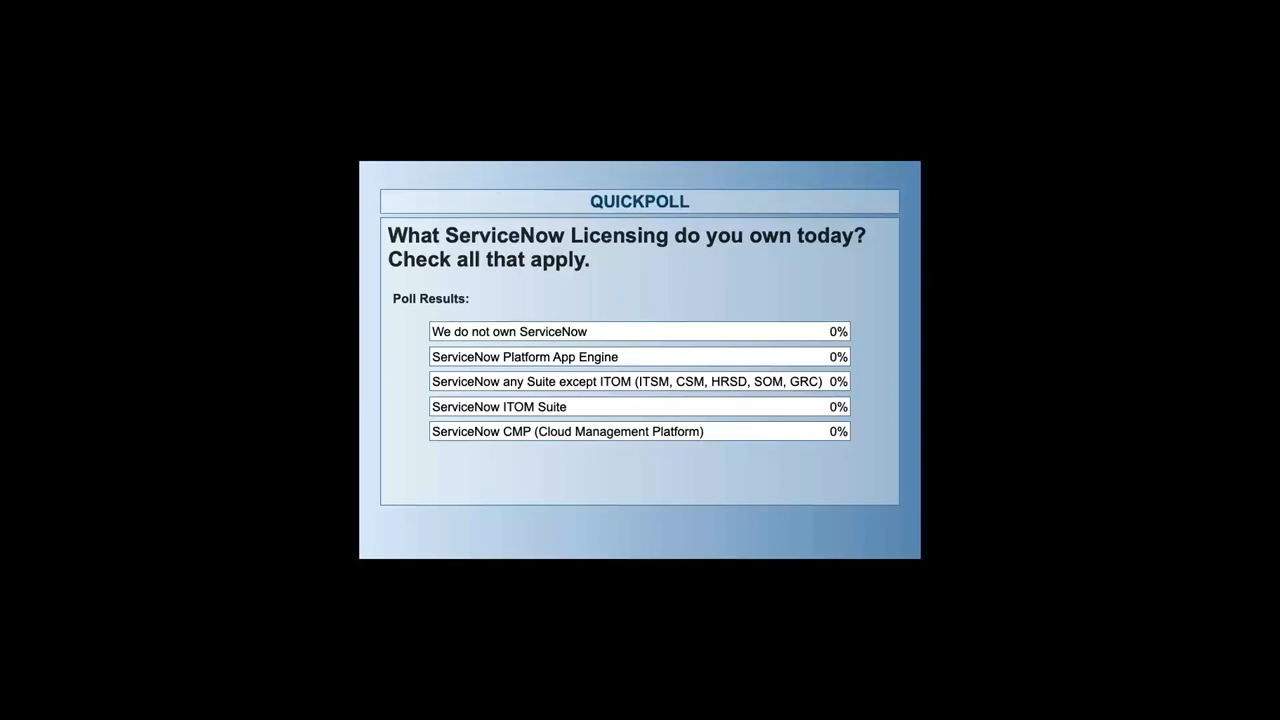 QUICKPOLL
What ServiceNow Licensing do you own today?
Check all that apply.
Poll Results:
We do not own ServiceNow 0%
ServiceNow Platform App Engine 0%
ServiceNow any Suite except ITOM (ITSM, CSM, HRSD, SOM, GRC) 0%
ServiceNow ITOM Suite 0%
ServiceNow CMP (Cloud Management Platform) 0%